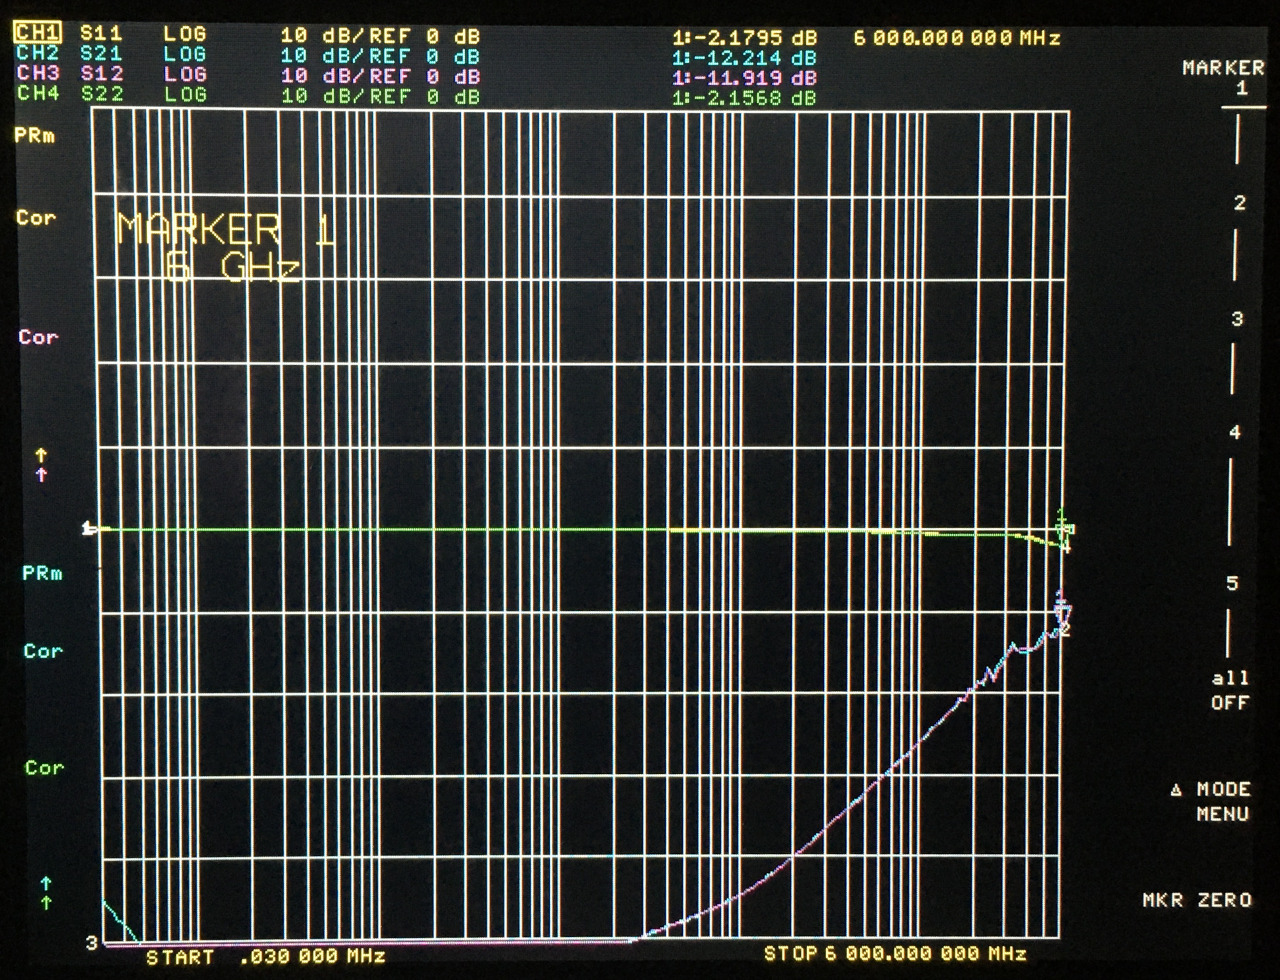 CH1 S11 LOG 10 dB/REF 0 dB 1:-2.1795 dB 6 000.000 000 MHz
CH2 S21 LOG 10 dB/REF 0 dB 1:-12.214 dB
CH3 S12 LOG 10 dB/REF 0 dB 1:-11.919 dB
CH4 S22 LOG 10 dB/REF 0 dB 1:-2.1568 dB
MARKER
1
PRm
2
Cor
MARKER 1
6 GHz
3
Cor
4
↑
↑
1
1
4
PRm
5
2
Cor
all
OFF
Cor
Δ MODE
MENU
↑
↑
MKR ZERO
3
START .030 000 MHz STOP 6 000.000 000 MHz